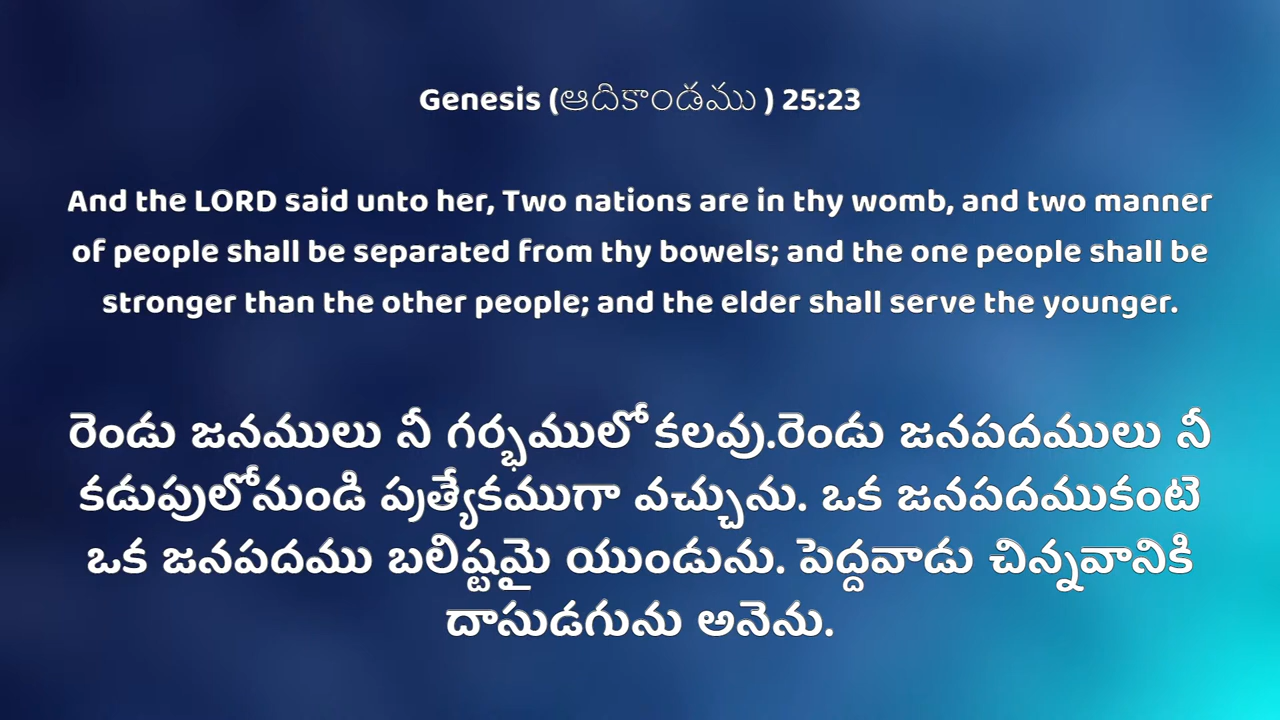 Genesis (ఆదికాండము ) 25:23
And the LORD said unto her, Two nations are in thy womb, and two manner
of people shall be separated from thy bowels; and the one people shall be
stronger than the other people; and the elder shall serve the younger.
రెండు జనములు నీ గర్భములో కలవు.రెండు జనపదములు నీ
కడుపులోనుండి ప్రత్యేకముగా వచ్చును. ఒక జనపదముకంటె
ఒక జనపదము బలిష్టమై యుండును. పెద్దవాడు చిన్నవానికి
దాసుడగును అనెను.